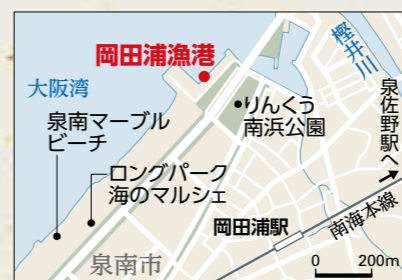 岡田浦漁港
大阪湾
樫井川
りんくう
南浜公園
泉佐野駅へ
泉南マーブル
ビーチ
ロングパーク
海のマルシェ
岡田浦駅
南海本線
泉南市
0 200m